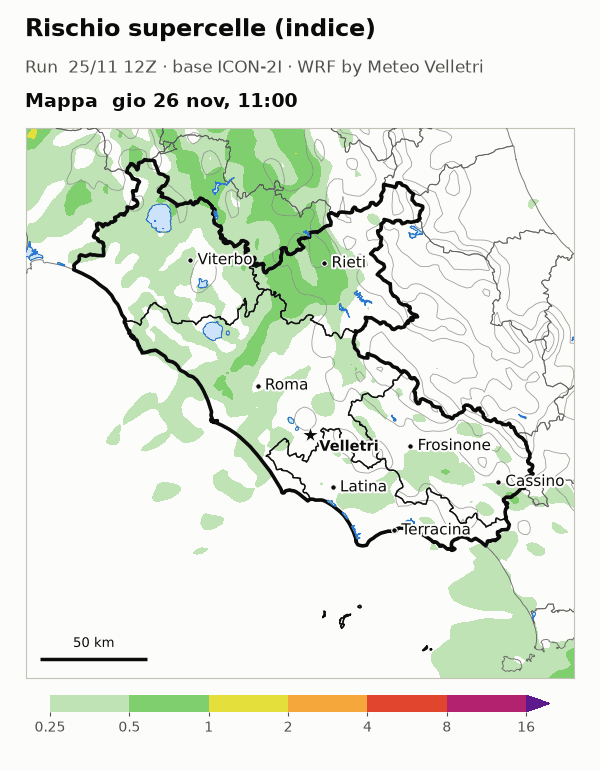 Rischio supercelle (indice)
Run  25/11 12Z · base ICON-2I · WRF by Meteo Velletri
Mappa  gio 26 nov, 11:00
Viterbo
Rieti
Roma
Velletri
Frosinone
Cassino
Latina
Terracina
50 km
0.25 0.5 1 2 4 8 16